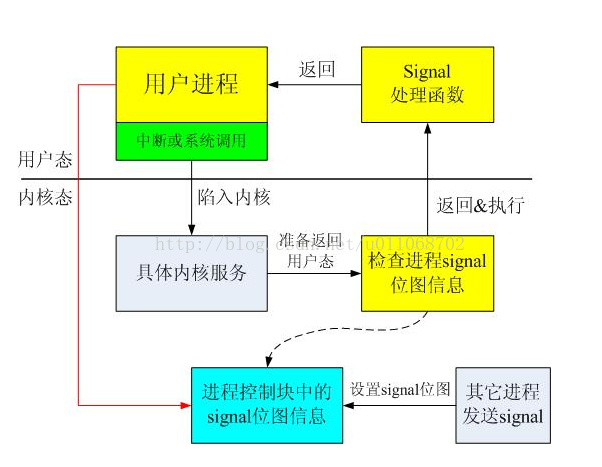 用户进程
中断或系统调用
返回
Signal
处理函数
用户态
内核态
陷入内核
返回&执行
http://blog.csdn.net/u011068702
具体内核服务
准备返回
用户态
检查进程signal
位图信息
进程控制块中的
signal位图信息
设置signal位图
其它进程
发送signal